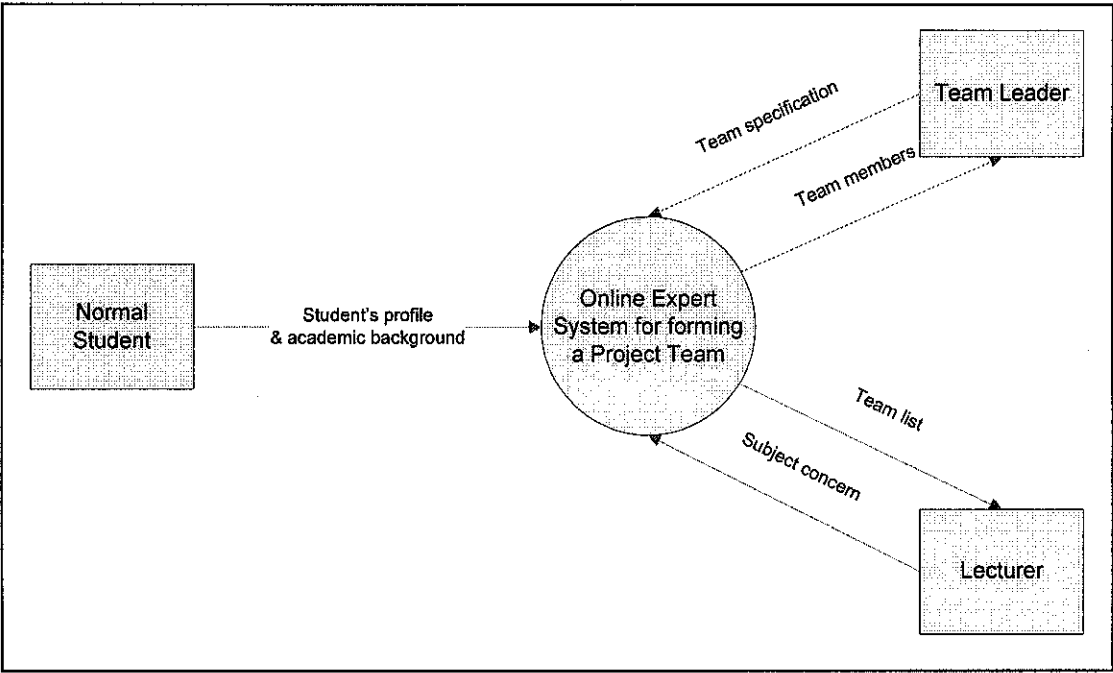 Team Leader
Team specification
Team members
Normal
Student
Student's profile
& academic background
Online Expert
System for forming
a Project Team
Team list
Subject concern
Lecturer